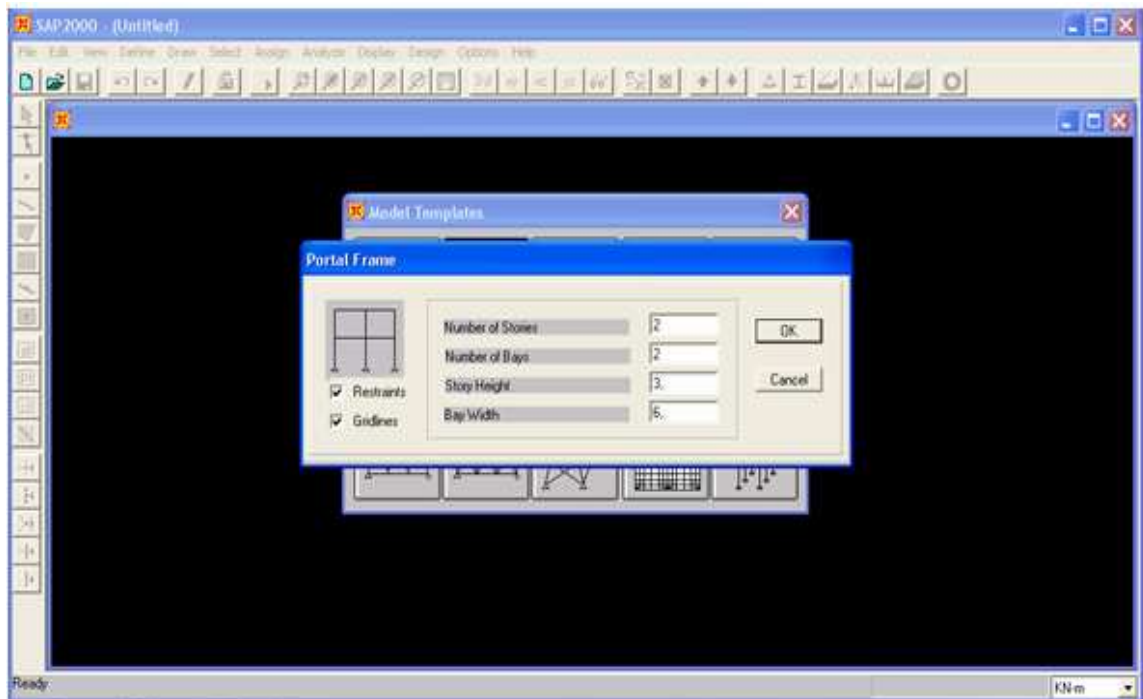 SAP2000 - (Untitled)
File Edit View Define Draw Select Assign Analyze Display Design Options Help
Model Templates
Portal Frame
Number of Stories 2
Number of Bays 2
Story Height 3.
Bay Width 6.
Restraints
Gridlines
OK
Cancel
Ready
KN-m